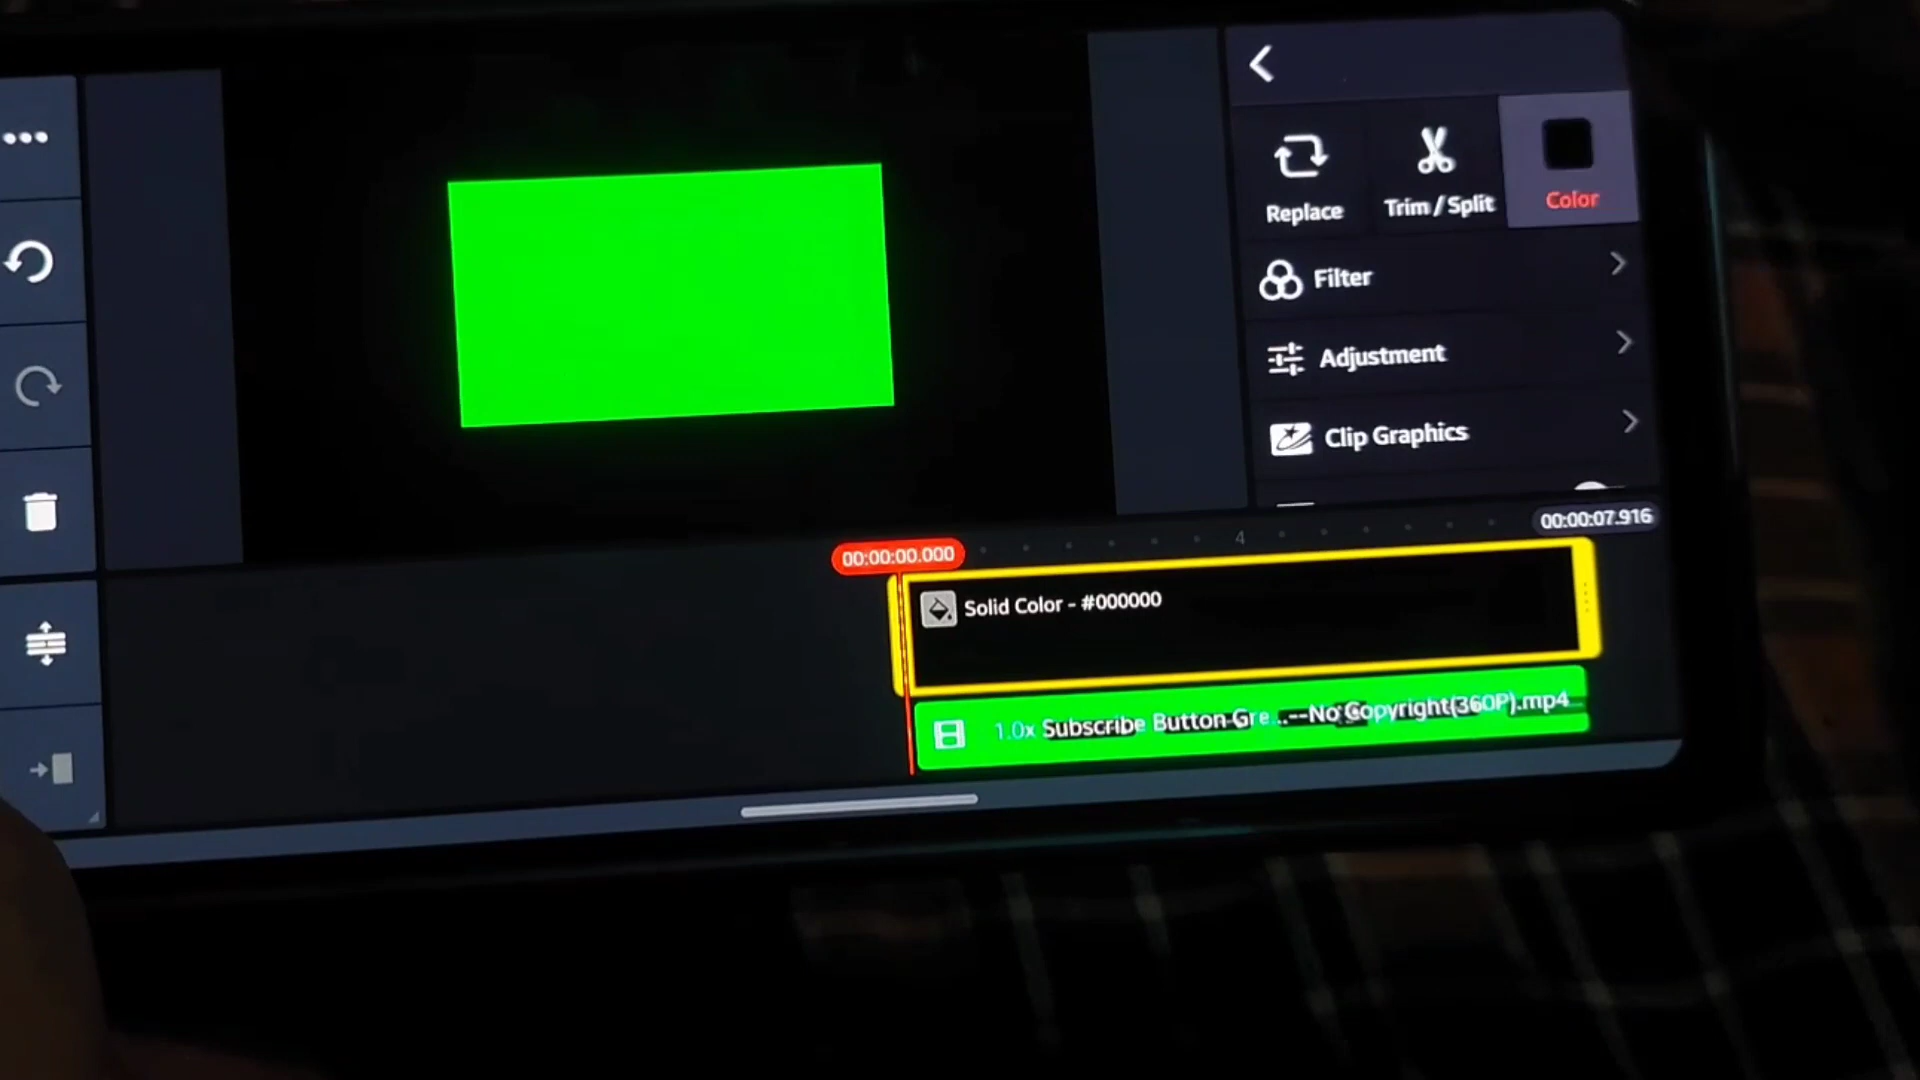 Replace
Trim / Split
Color
Filter
Adjustment
Clip Graphics
00:00:07.916
4
00:00:00.000
Solid Color - #000000
1.0x Subscribe Button Gre...--No Copyright(360P).mp4